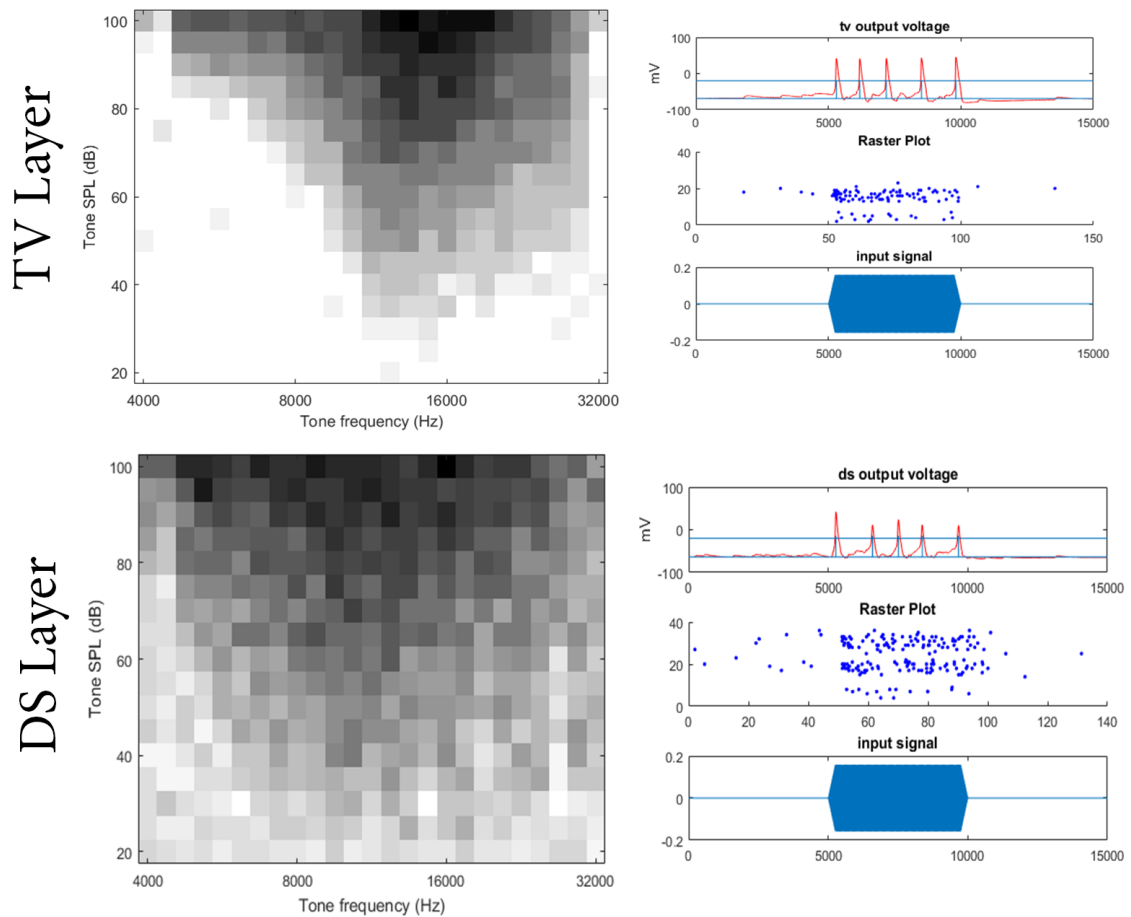 TV Layer
100
80
60
40
20
4000 8000 16000 32000
Tone SPL (dB)
Tone frequency (Hz)
tv output voltage
100
0
-100
mV
0 5000 10000 15000
Raster Plot
40
20
0
0 50 100 150
input signal
0.2
0
-0.2
0 5000 10000 15000
DS Layer
100
80
60
40
20
4000 8000 16000 32000
Tone SPL (dB)
Tone frequency (Hz)
ds output voltage
100
0
-100
mV
0 5000 10000 15000
Raster Plot
40
20
0
0 20 40 60 80 100 120 140
input signal
0.2
0
-0.2
0 5000 10000 15000